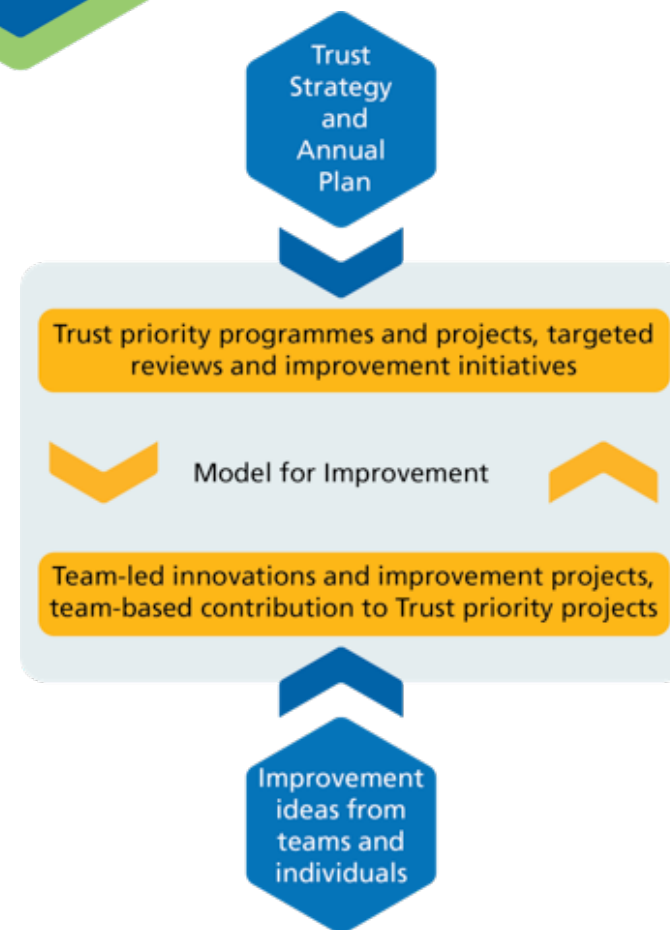 Trust
Strategy
and
Annual
Plan
Trust priority programmes and projects, targeted
reviews and improvement initiatives
Model for Improvement
Team-led innovations and improvement projects,
team-based contribution to Trust priority projects
Improvement
ideas from
teams and
individuals